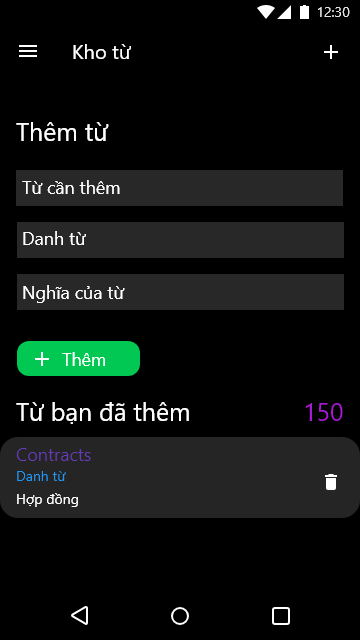 12:30
Kho từ
Thêm từ
Từ cần thêm
Danh từ
Nghĩa của từ
Thêm
Từ bạn đã thêm 150
Contracts
Danh từ
Hợp đồng